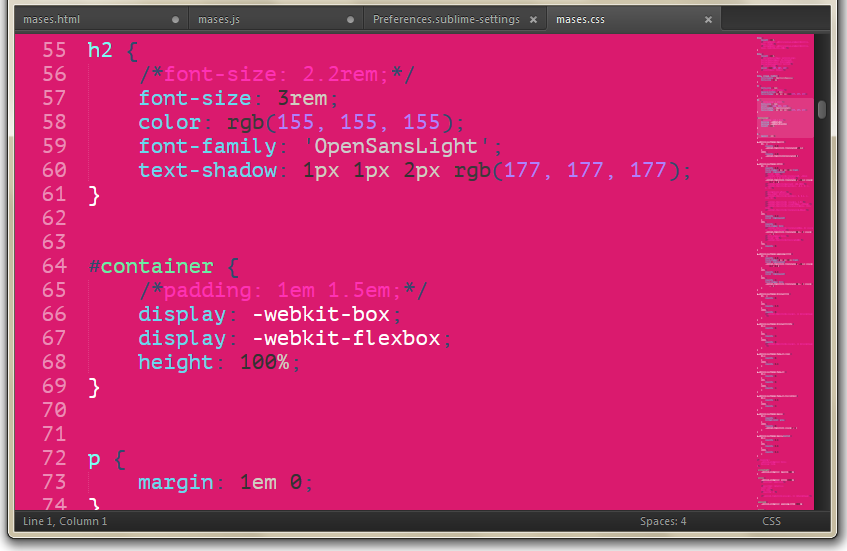 mases.html mases.js Preferences.sublime-settings mases.css
55 h2 {
56     /*font-size: 2.2rem;*/
57     font-size: 3rem;
58     color: rgb(155, 155, 155);
59     font-family: 'OpenSansLight';
60     text-shadow: 1px 1px 2px rgb(177, 177, 177);
61 }
62
63
64 #container {
65     /*padding: 1em 1.5em;*/
66     display: -webkit-box;
67     display: -webkit-flexbox;
68     height: 100%;
69 }
70
71
72 p {
73     margin: 1em 0;
74 }
Line 1, Column 1 Spaces: 4 CSS